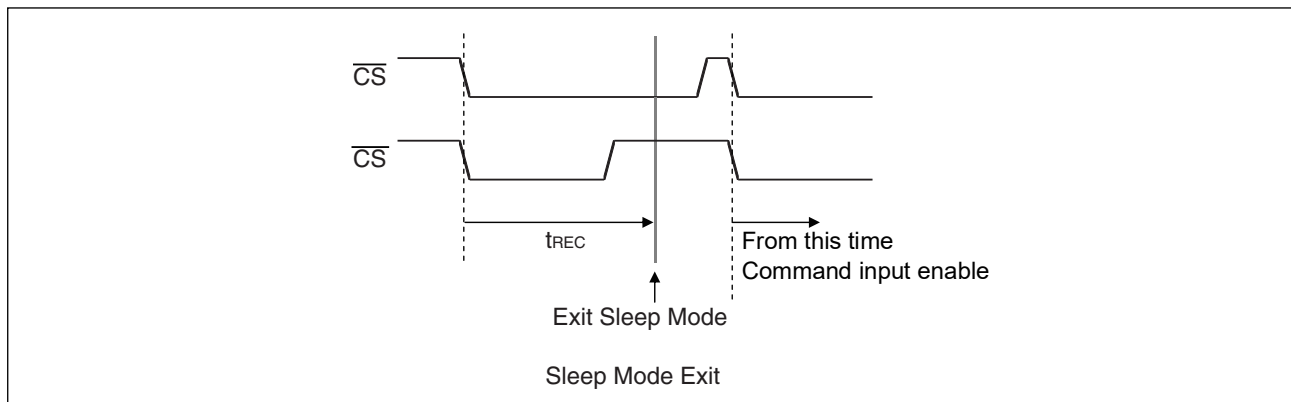 CS
CS
tREC
From this time
Command input enable
Exit Sleep Mode
Sleep Mode Exit